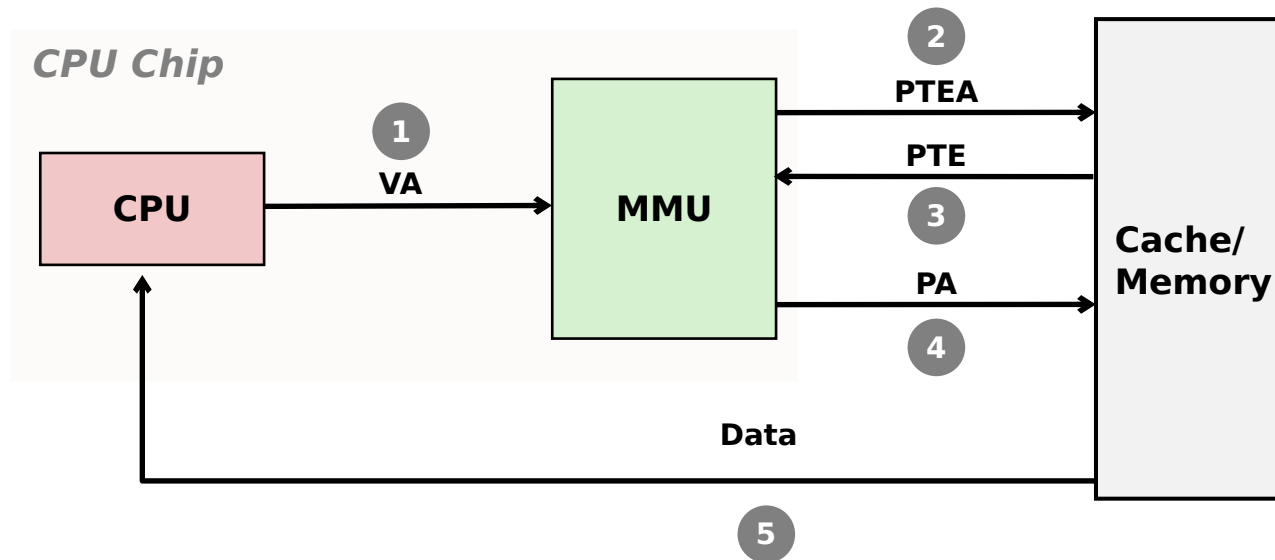 2
CPU Chip
PTEA
1
PTE
VA
CPU
MMU
3
Cache/
Memory
PA
4
Data
5